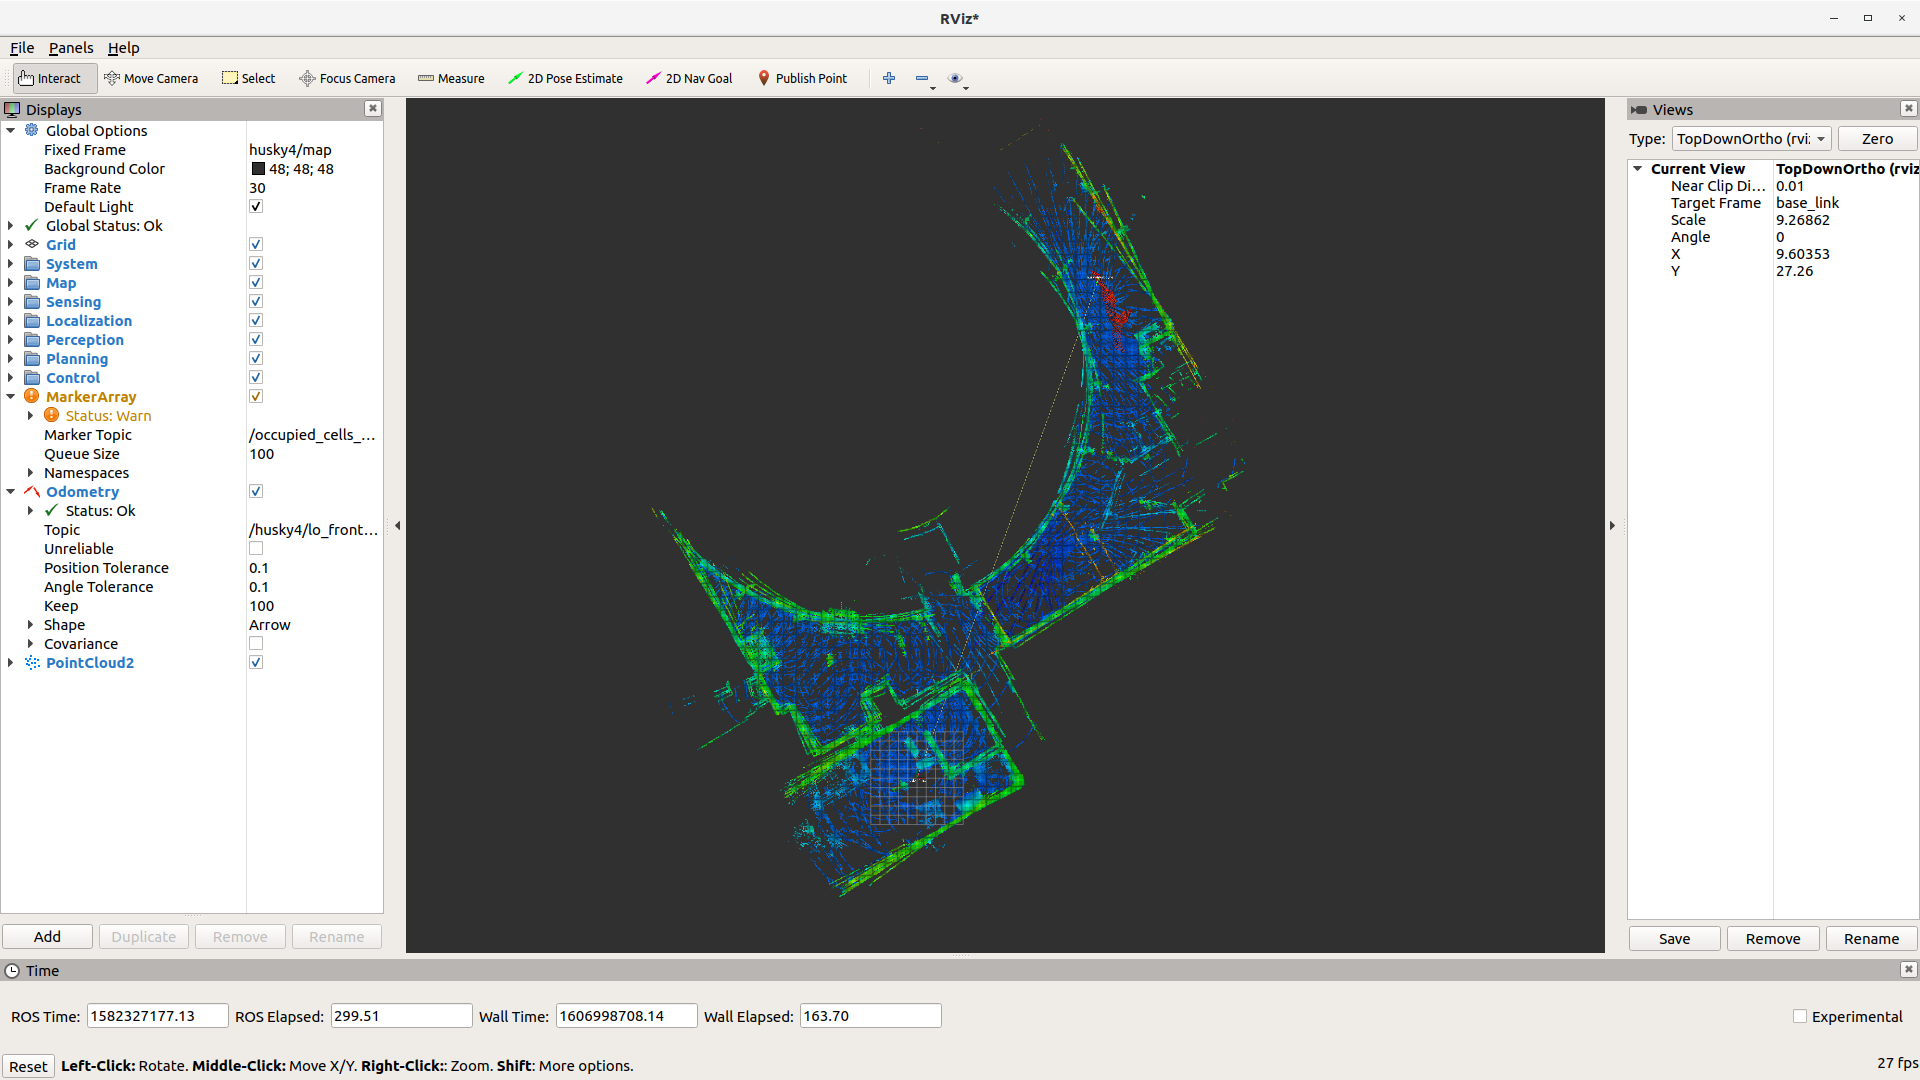 RViz*
File Panels Help
Interact Move Camera Select Focus Camera Measure 2D Pose Estimate 2D Nav Goal Publish Point
Displays
Global Options
Fixed Frame husky4/map
Background Color 48; 48; 48
Frame Rate 30
Default Light
Global Status: Ok
Grid
System
Map
Sensing
Localization
Perception
Planning
Control
MarkerArray
Status: Warn
Marker Topic /occupied_cells_...
Queue Size 100
Namespaces
Odometry
Status: Ok
Topic /husky4/lo_front...
Unreliable
Position Tolerance 0.1
Angle Tolerance 0.1
Keep 100
Shape Arrow
Covariance
PointCloud2
Add Duplicate Remove Rename
Views
Type: TopDownOrtho (rvi: Zero
Current View TopDownOrtho (rviz
Near Clip Di... 0.01
Target Frame base_link
Scale 9.26862
Angle 0
X 9.60353
Y 27.26
Save Remove Rename
Time
ROS Time: 1582327177.13 ROS Elapsed: 299.51 Wall Time: 1606998708.14 Wall Elapsed: 163.70 Experimental
Reset Left-Click: Rotate. Middle-Click: Move X/Y. Right-Click:: Zoom. Shift: More options. 27 fps